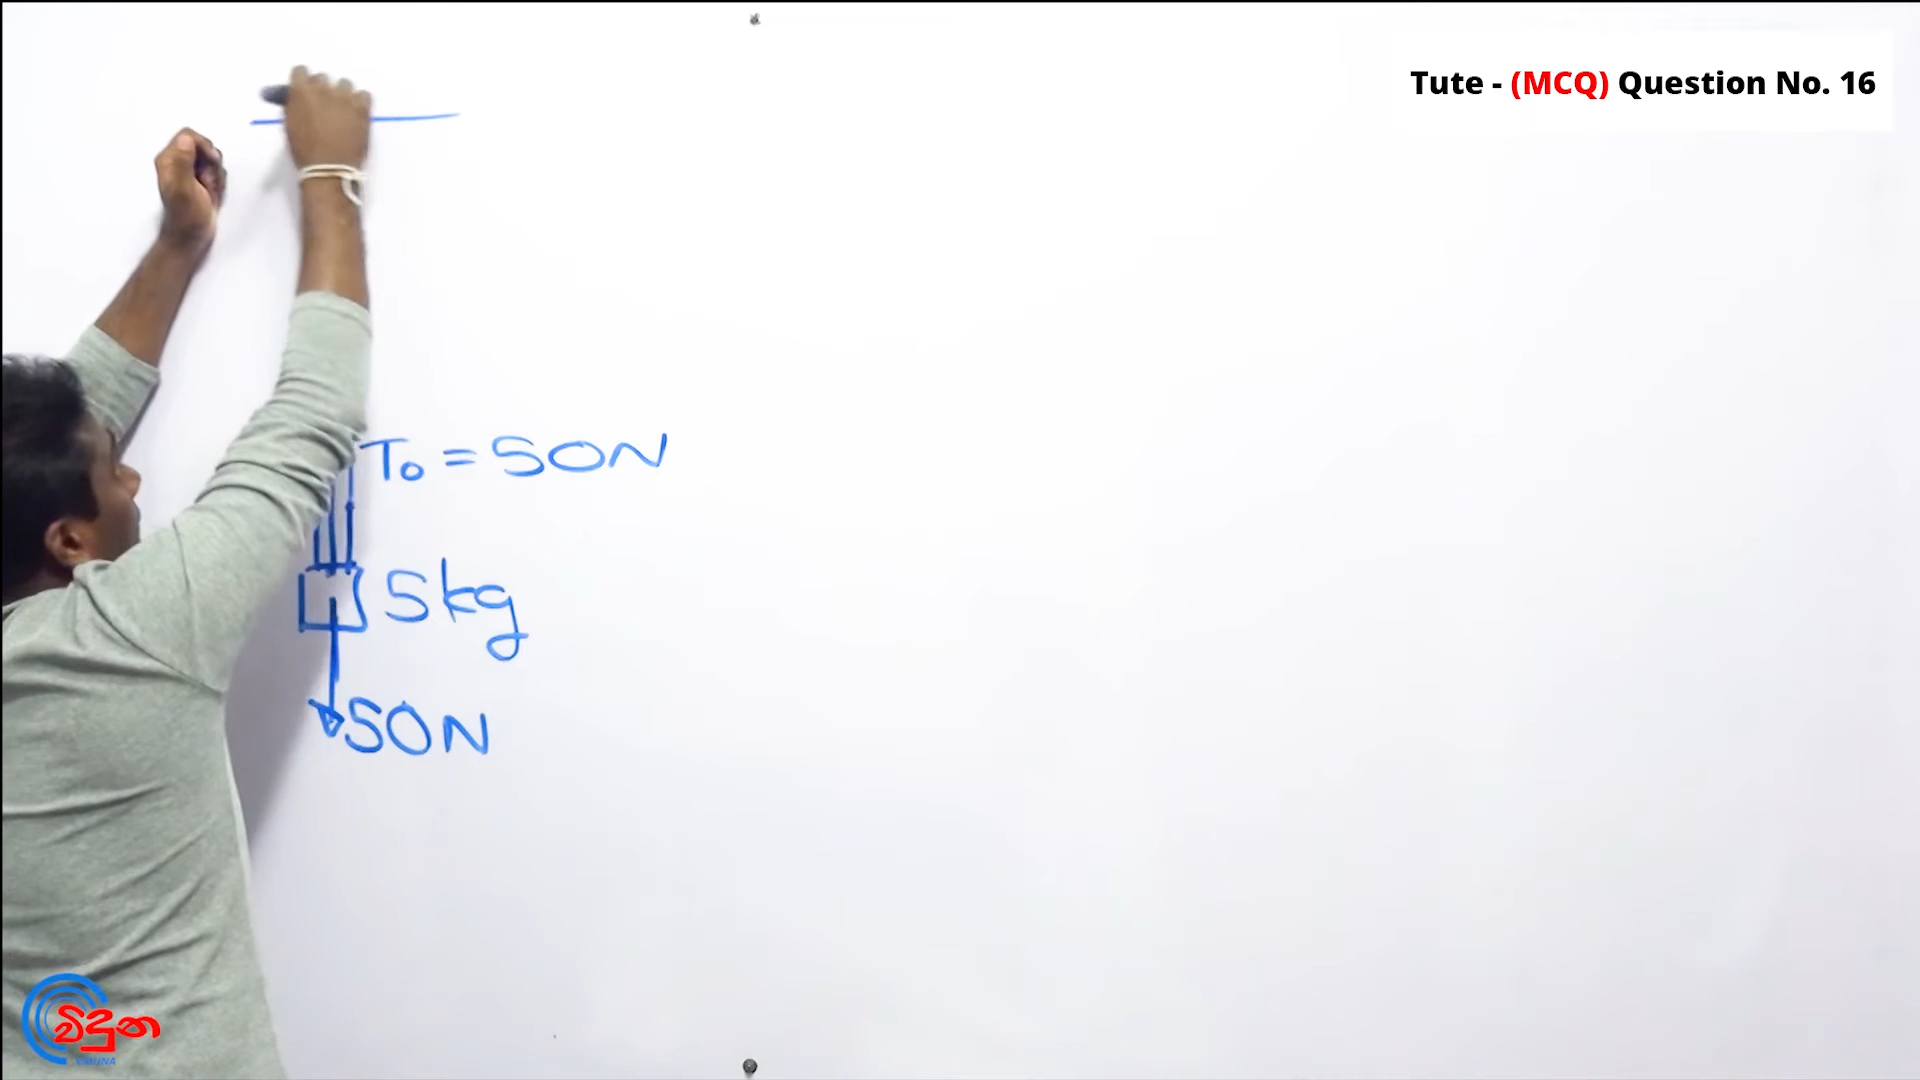 Tute - (MCQ) Question No. 16
T₀ = 50N
5kg
50N
විදුන